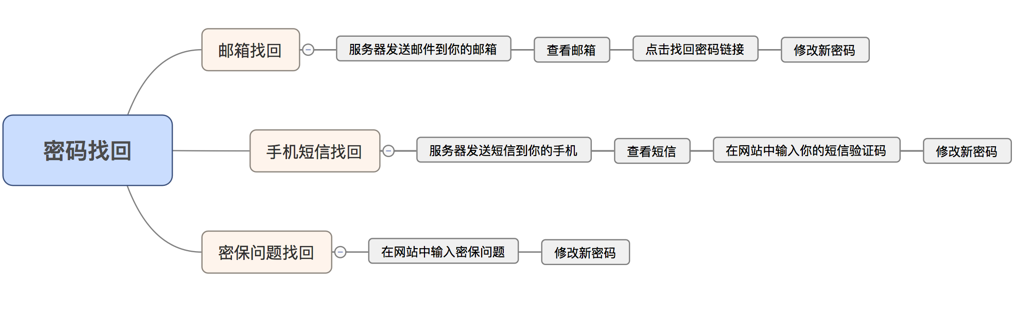 密码找回
邮箱找回
服务器发送邮件到你的邮箱
查看邮箱
点击找回密码链接
修改新密码
手机短信找回
服务器发送短信到你的手机
查看短信
在网站中输入你的短信验证码
修改新密码
密保问题找回
在网站中输入密保问题
修改新密码